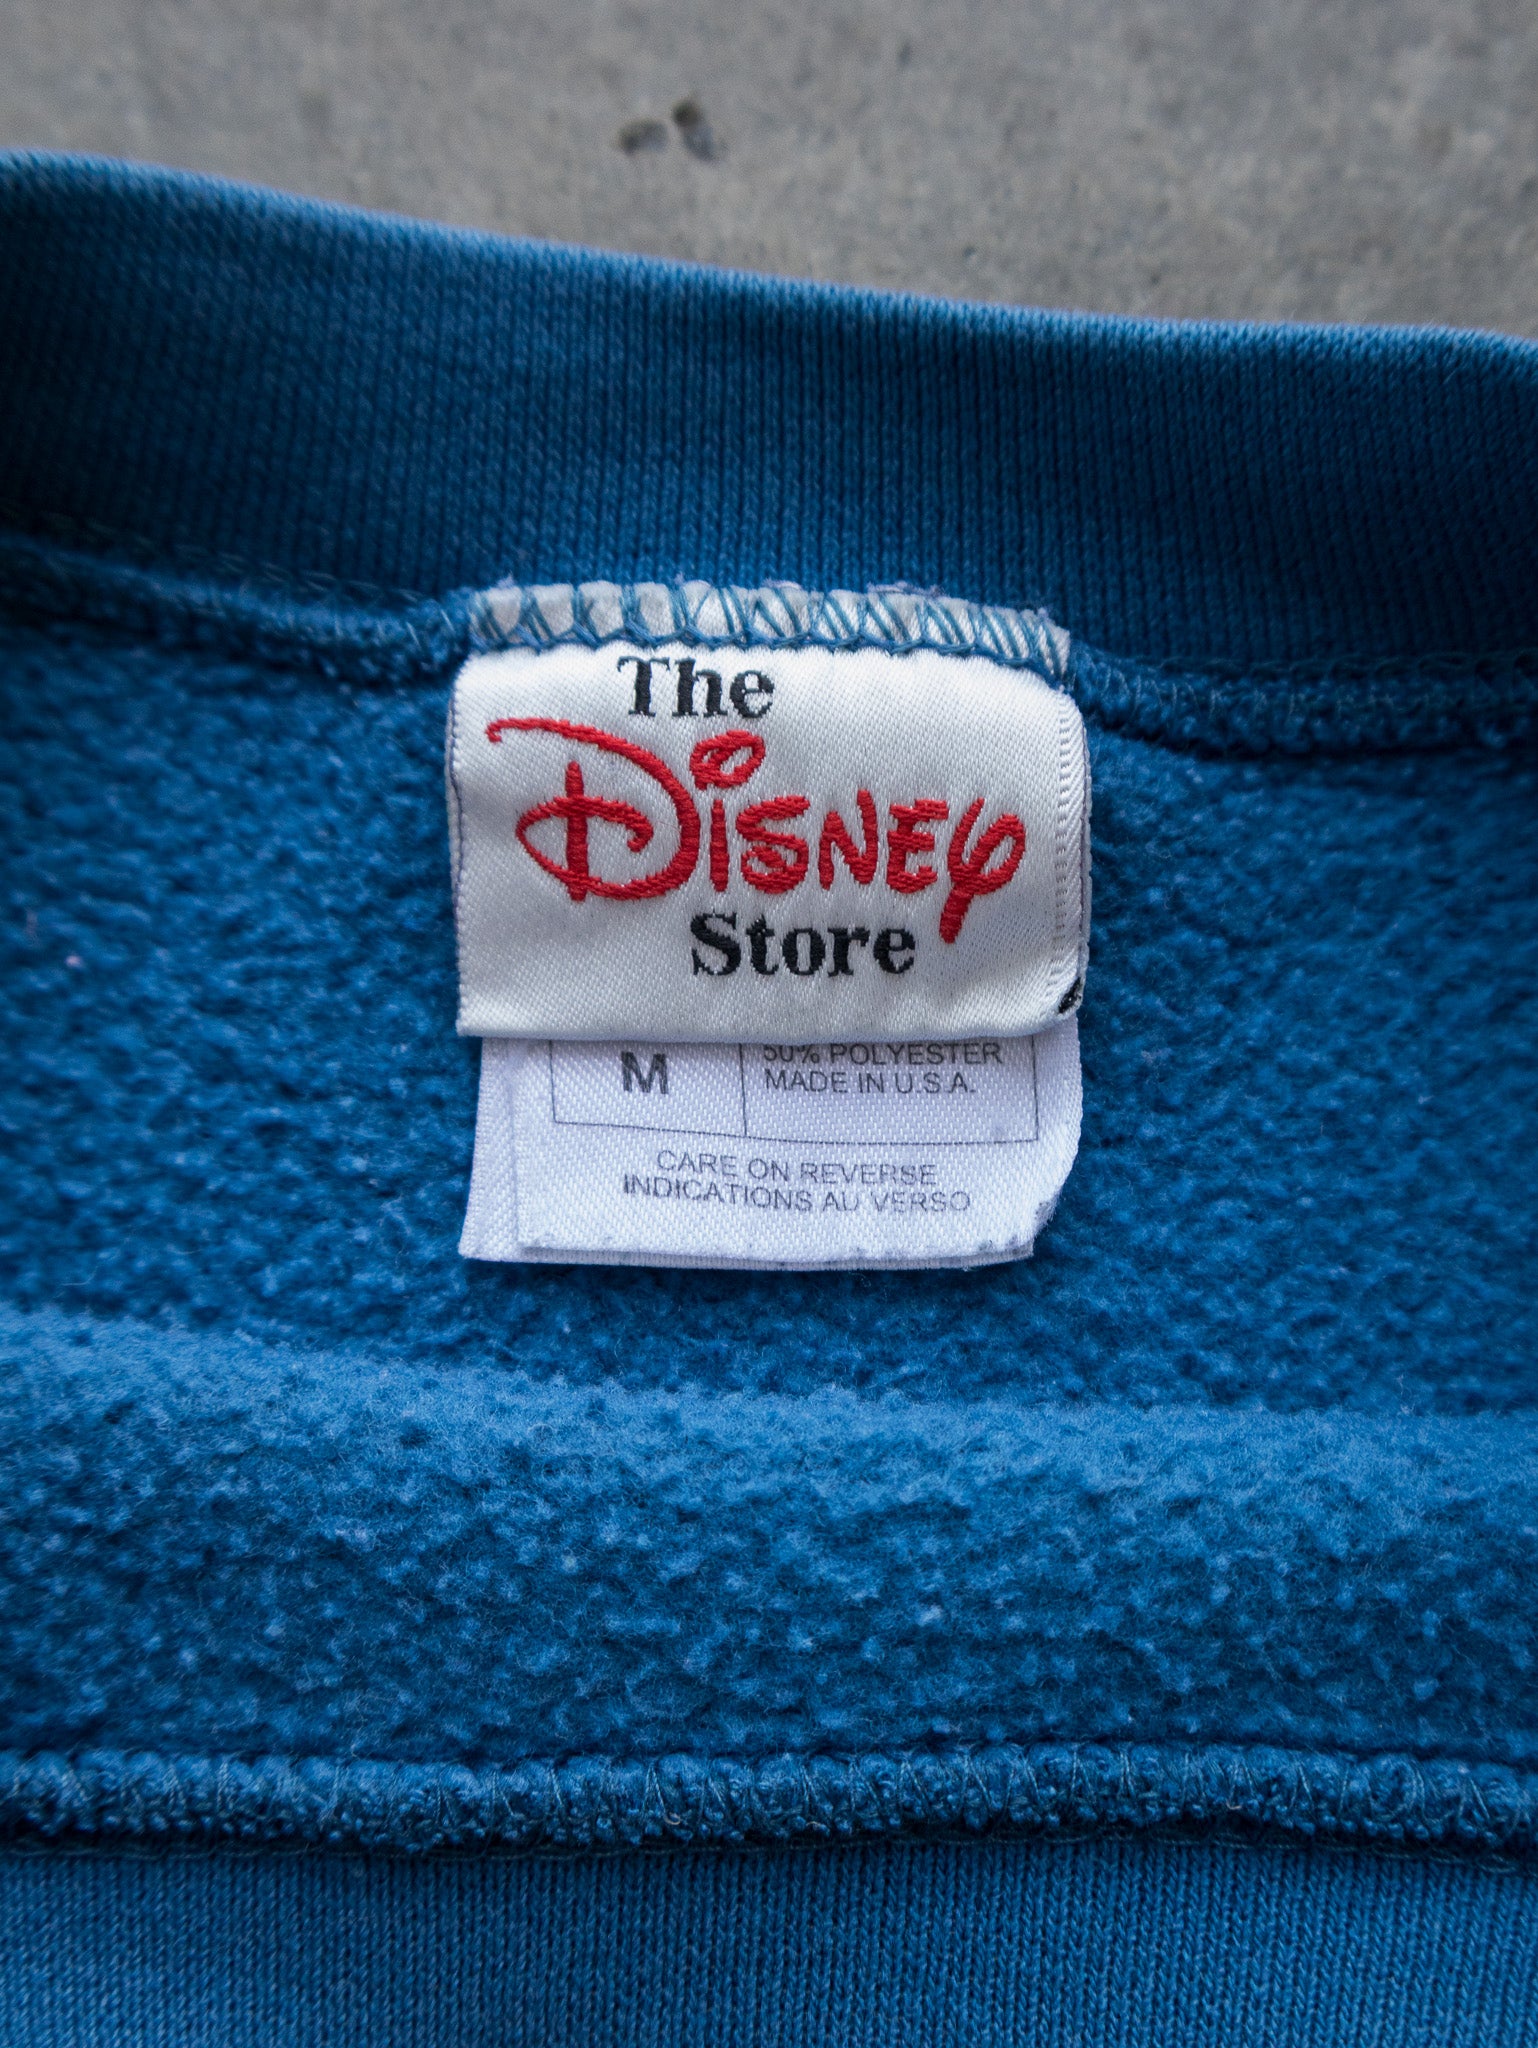 The
Disney
Store
M
50% POLYESTER
MADE IN U.S.A.
CARE ON REVERSE
INDICATIONS AU VERSO